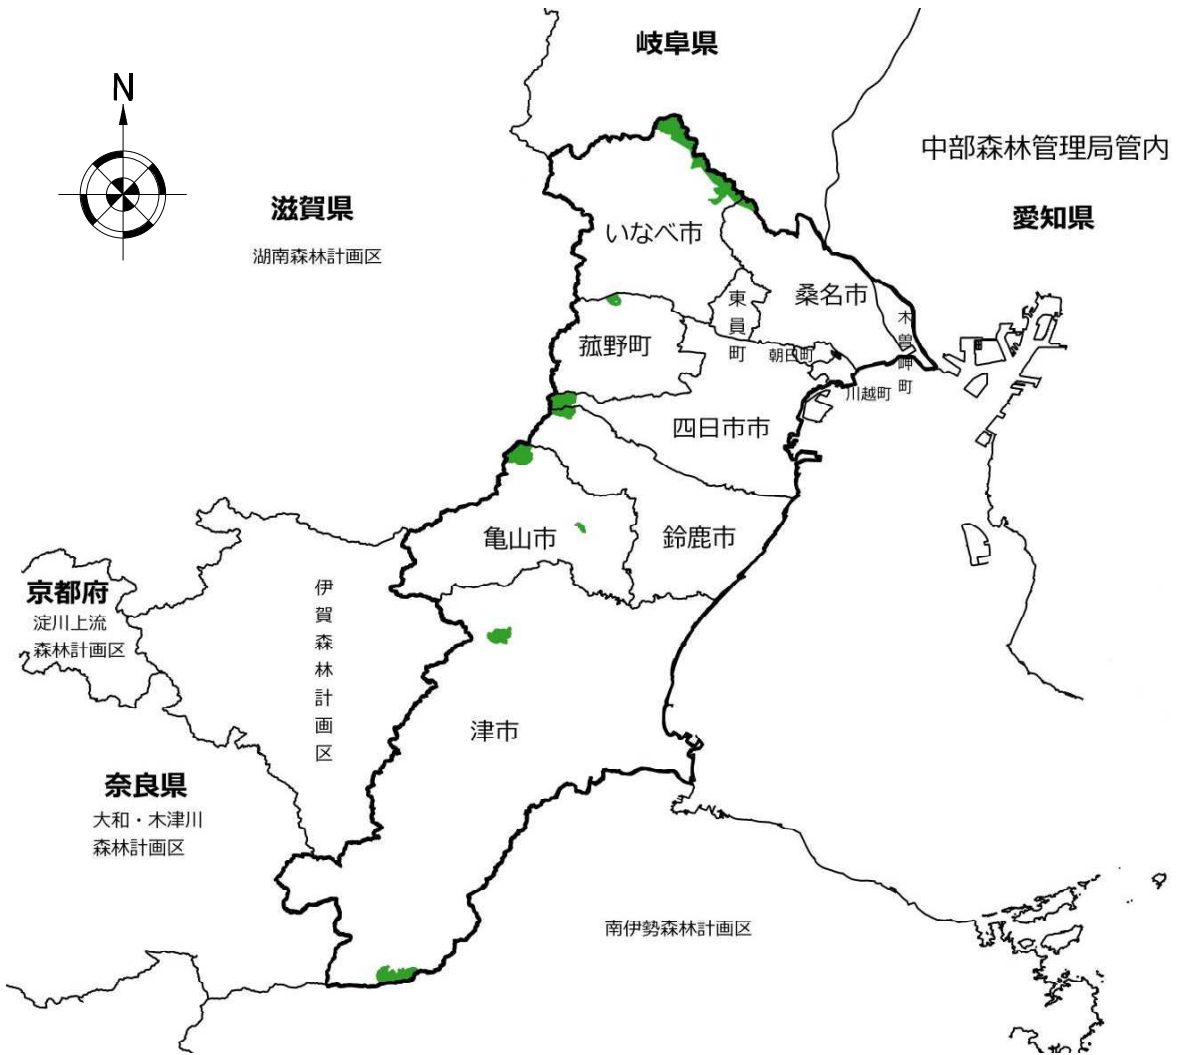 岐阜県
N
中部森林管理局管内
滋賀県
愛知県
湖南森林計画区
いなべ市
桑名市
東員町
木曽岬町
菰野町
朝日町
川越町
四日市市
亀山市
鈴鹿市
京都府
淀川上流
森林計画区
伊賀森林計画区
津市
奈良県
大和・木津川
森林計画区
南伊勢森林計画区